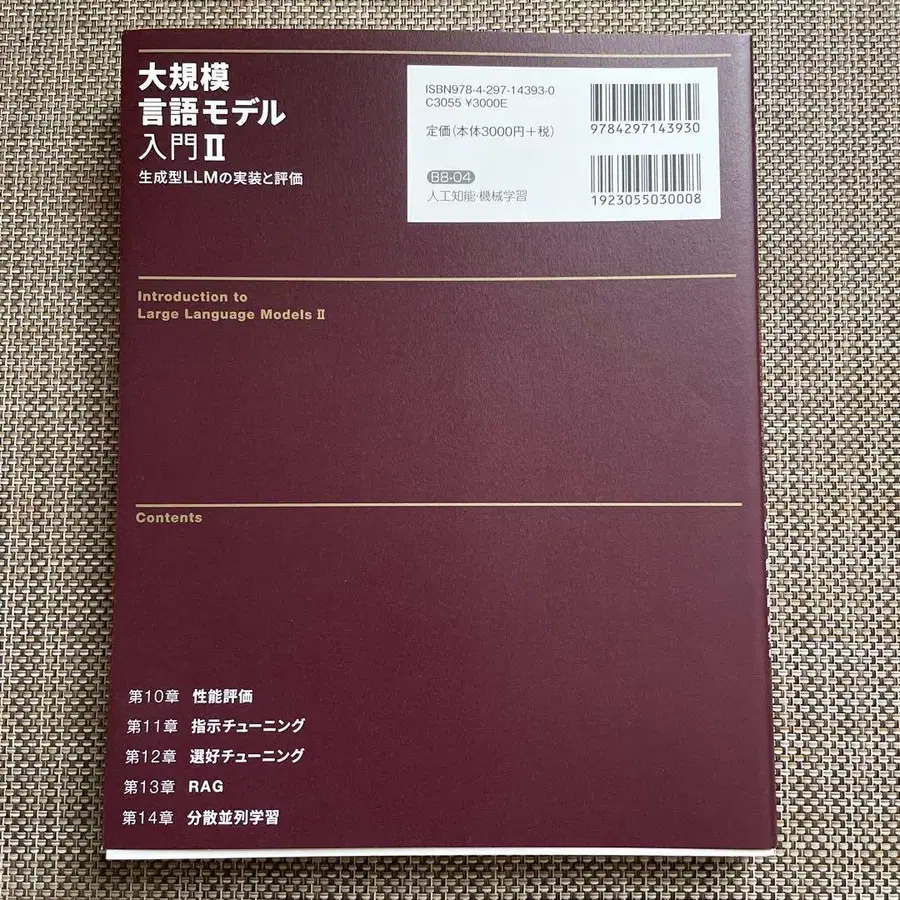 大規模
言語モデル
入門Ⅱ
生成型LLMの実装と評価
ISBN978-4-297-14393-0
C3055 ¥3000E
定価(本体3000円+税)
B8-04
人工知能・機械学習
9784297143930
1923055030008
Introduction to
Large Language Models Ⅱ
Contents
第10章 性能評価
第11章 指示チューニング
第12章 選好チューニング
第13章 RAG
第14章 分散並列学習